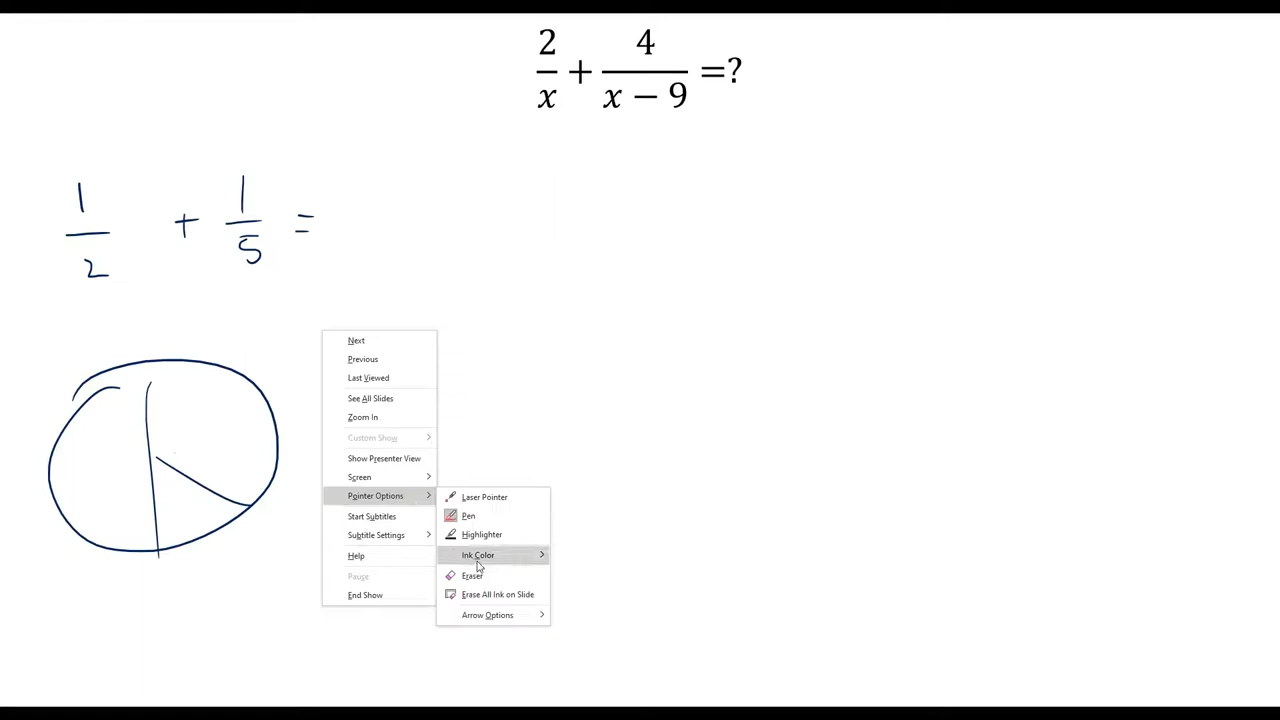 2/x + 4/(x − 9) =?
1/2 + 1/5 =
Next
Previous
Last Viewed
See All Slides
Zoom In
Custom Show
Show Presenter View
Screen
Pointer Options
Start Subtitles
Subtitle Settings
Help
Pause
End Show
Laser Pointer
Pen
Highlighter
Ink Color
Eraser
Erase All Ink on Slide
Arrow Options